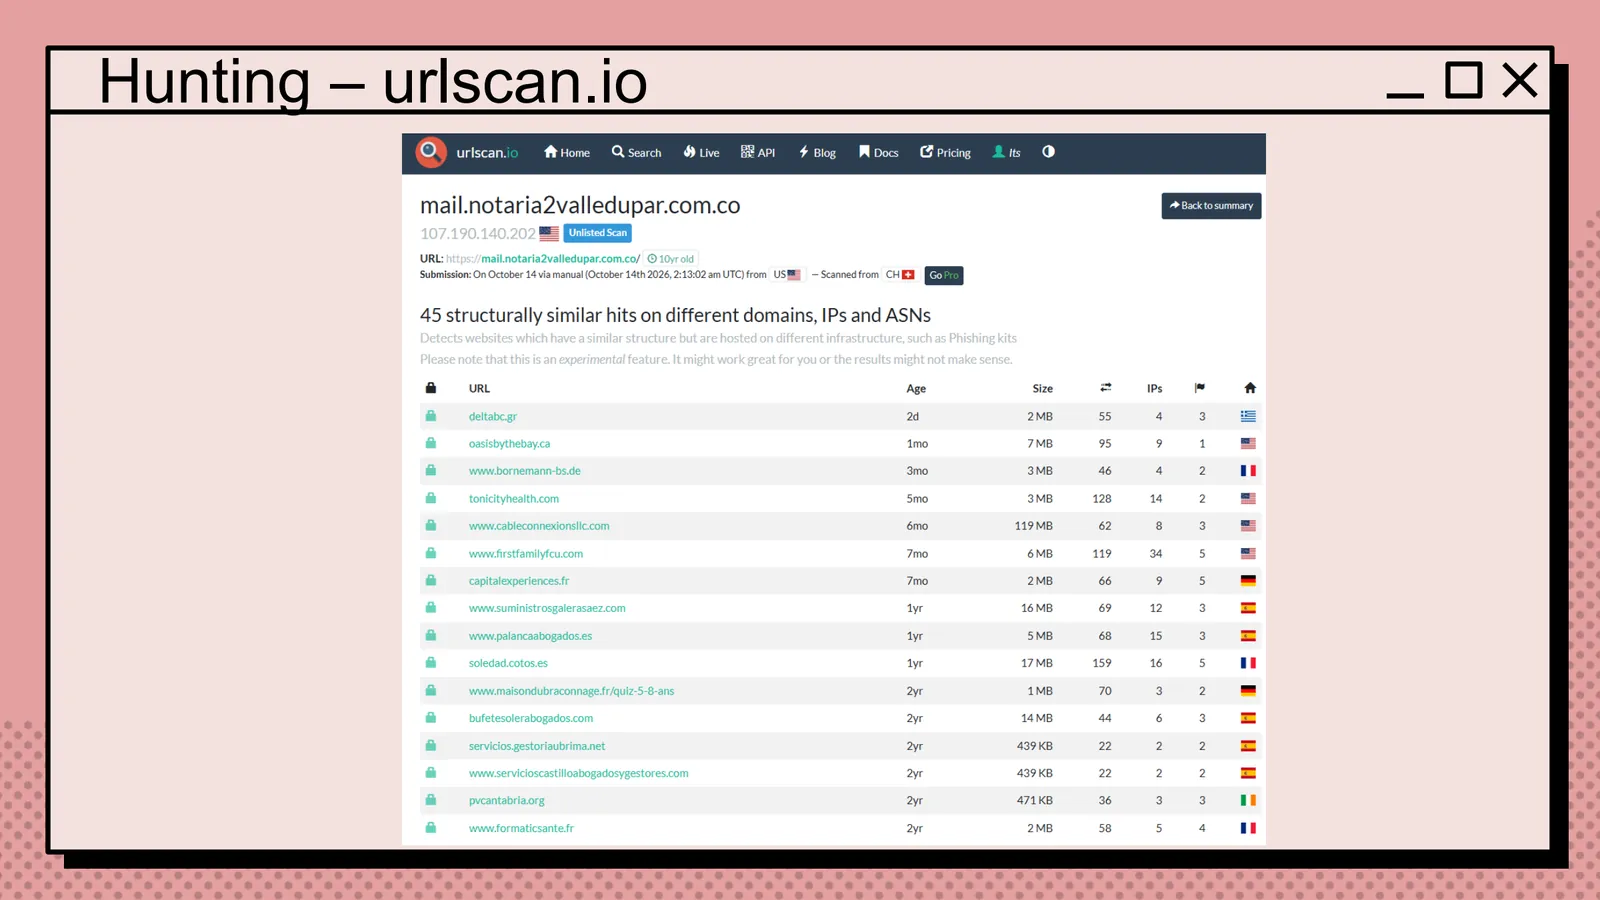 Hunting – urlscan.io
urlscan.io Home Search Live API Blog Docs Pricing Its
mail.notaria2valledupar.com.co
Back to summary
107.190.140.202 Unlisted Scan
URL: https://mail.notaria2valledupar.com.co/ 10yr old
Submission: On October 14 via manual (October 14th 2026, 2:13:02 am UTC) from US — Scanned from CH Go Pro
45 structurally similar hits on different domains, IPs and ASNs
Detects websites which have a similar structure but are hosted on different infrastructure, such as Phishing kits
Please note that this is an experimental feature. It might work great for you or the results might not make sense.
URL Age Size IPs
deltabc.gr 2d 2 MB 55 4 3
oasisbythebay.ca 1mo 7 MB 95 9 1
www.bornemann-bs.de 3mo 3 MB 46 4 2
tonicityhealth.com 5mo 3 MB 128 14 2
www.cableconnexionsllc.com 6mo 119 MB 62 8 3
www.firstfamilyfcu.com 7mo 6 MB 119 34 5
capitalexperiences.fr 7mo 2 MB 66 9 5
www.suministrosgalerasaez.com 1yr 16 MB 69 12 3
www.palancaabogados.es 1yr 5 MB 68 15 3
soledad.cotos.es 1yr 17 MB 159 16 5
www.maisondubraconnage.fr/quiz-5-8-ans 2yr 1 MB 70 3 2
bufetesolerabogados.com 2yr 14 MB 44 6 3
servicios.gestoriaubrima.net 2yr 439 KB 22 2 2
www.servicioscastilloabogadosygestores.com 2yr 439 KB 22 2 2
pvcantabria.org 2yr 471 KB 36 3 3
www.formaticsante.fr 2yr 2 MB 58 5 4